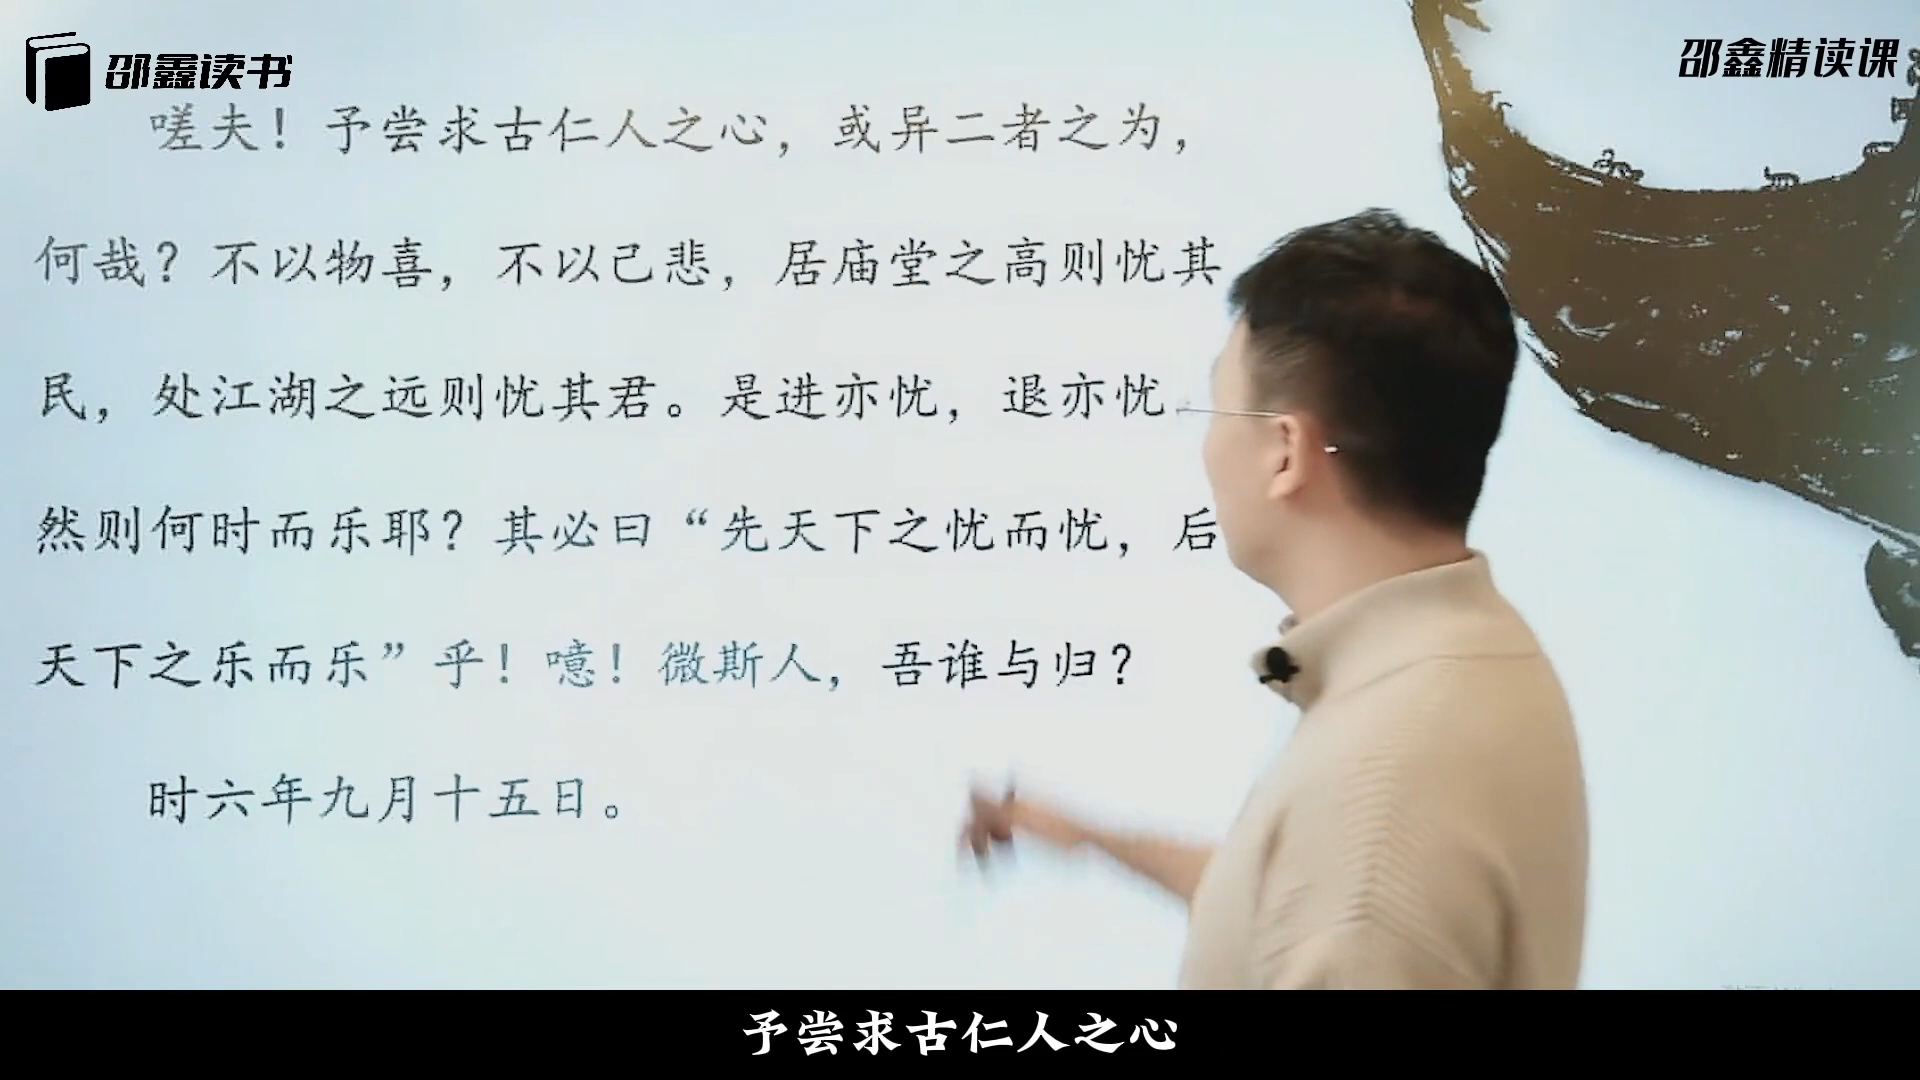 邵鑫读书
邵鑫精读课
嗟夫！予尝求古仁人之心，或异二者之为，
何哉？不以物喜，不以己悲，居庙堂之高则忧其
民，处江湖之远则忧其君。是进亦忧，退亦忧。
然则何时而乐耶？其必曰“先天下之忧而忧，后
天下之乐而乐”乎！噫！微斯人，吾谁与归？
时六年九月十五日。
予尝求古仁人之心